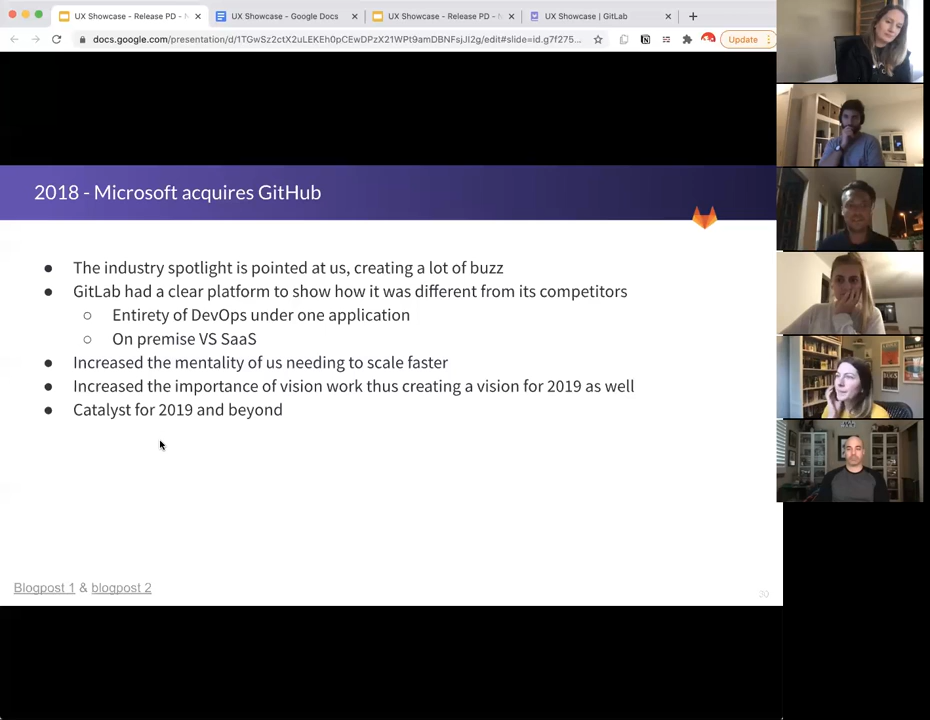 UX Showcase - Release PD -
UX Showcase - Google Docs
UX Showcase - Release PD -
UX Showcase | GitLab
docs.google.com/presentation/d/1TGwSz2ctX2uLEKEh0pCEwDPzX21WPt9amDBNFsjJI2g/edit#slide=id.g7f275...
Update
2018 - Microsoft acquires GitHub
● The industry spotlight is pointed at us, creating a lot of buzz
● GitLab had a clear platform to show how it was different from its competitors
○ Entirety of DevOps under one application
○ On premise VS SaaS
● Increased the mentality of us needing to scale faster
● Increased the importance of vision work thus creating a vision for 2019 as well
● Catalyst for 2019 and beyond
Blogpost 1 & blogpost 2
30